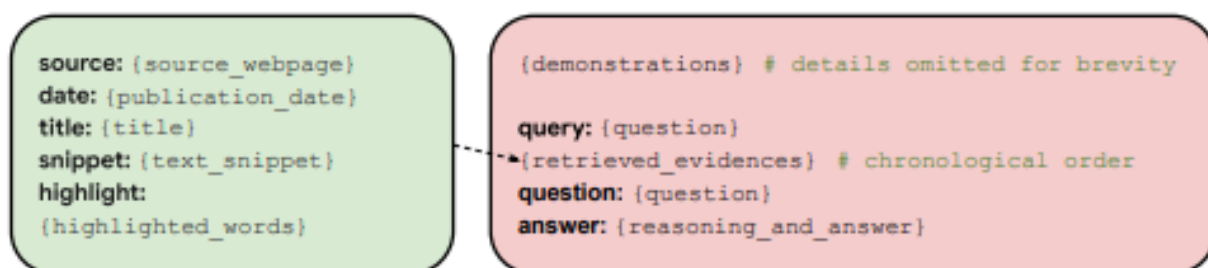 source: {source_webpage}
date: {publication_date}
title: {title}
snippet: {text_snippet}
highlight:
{highlighted_words}
{demonstrations} # details omitted for brevity
query: {question}
{retrieved_evidences} # chronological order
question: {question}
answer: {reasoning_and_answer}